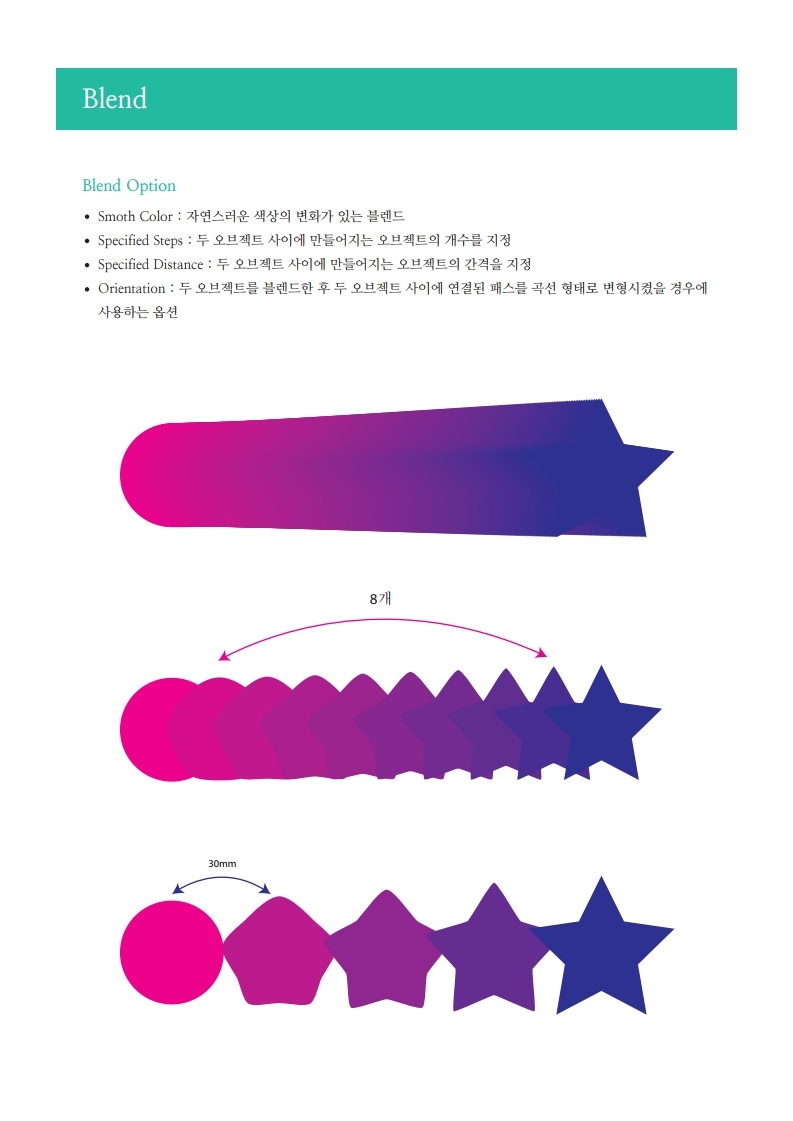 Blend
Blend Option
• Smoth Color : 자연스러운 색상의 변화가 있는 블렌드
• Specified Steps : 두 오브젝트 사이에 만들어지는 오브젝트의 개수를 지정
• Specified Distance : 두 오브젝트 사이에 만들어지는 오브젝트의 간격을 지정
• Orientation : 두 오브젝트를 블렌드한 후 두 오브젝트 사이에 연결된 패스를 곡선 형태로 변형시켰을 경우에
사용하는 옵션
8개
30mm